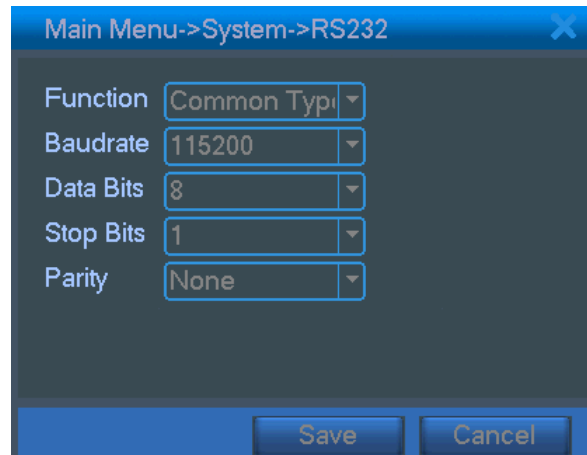 Main Menu->System->RS232
Function Common Typ
Baudrate 115200
Data Bits 8
Stop Bits 1
Parity None
Save Cancel